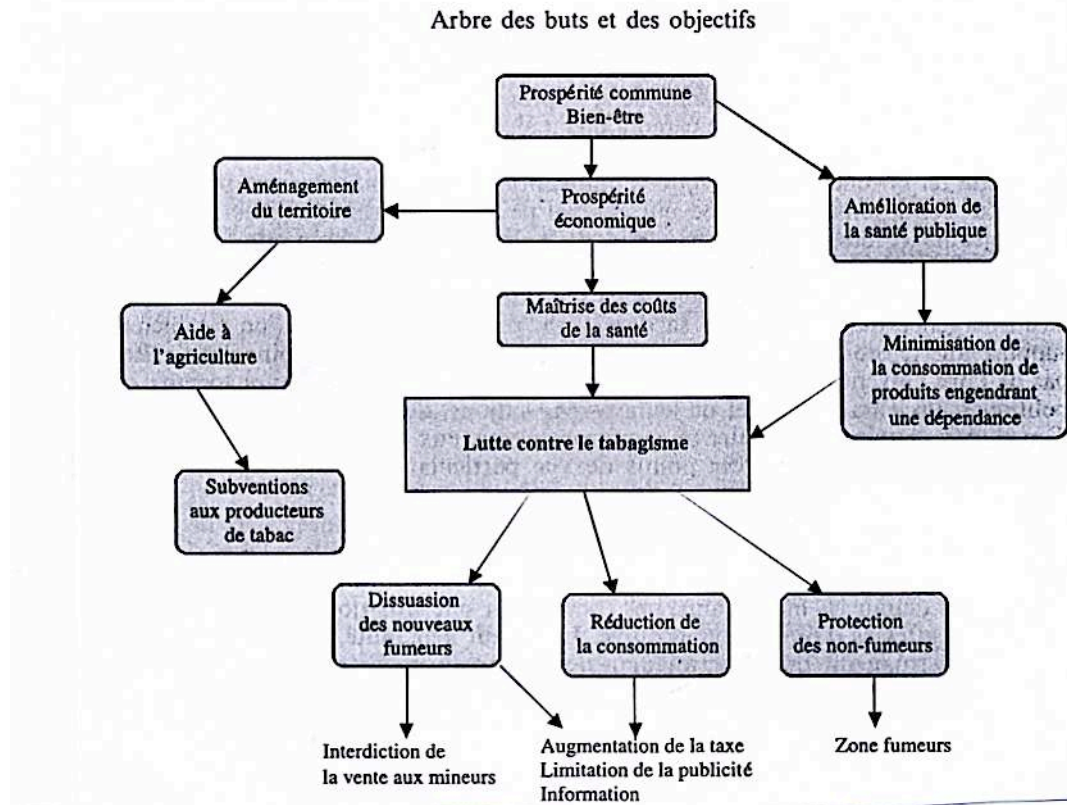 Arbre des buts et des objectifs
Prospérité commune
Bien-être
Aménagement
du territoire
Prospérité
économique
Amélioration de
la santé publique
Aide à
l'agriculture
Maîtrise des coûts
de la santé
Minimisation de
la consommation de
produits engendrant
une dépendance
Lutte contre le tabagisme
Subventions
aux producteurs
de tabac
Dissuasion
des nouveaux
fumeurs
Réduction de
la consommation
Protection
des non-fumeurs
Interdiction de
la vente aux mineurs
Augmentation de la taxe
Limitation de la publicité
Information
Zone fumeurs